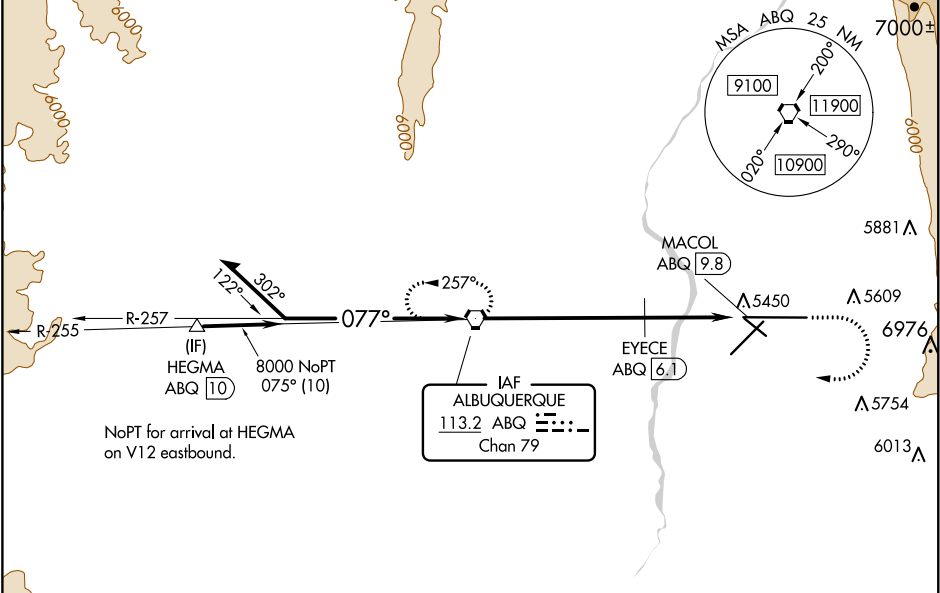 6000
6000
6000
6000
7000±
MSA ABQ 25 NM
200°
9100
11900
290°
020°
10900
5881
MACOL
ABQ 9.8
5450
5609
6976
302°
122°
257°
R-257
R-255
077°
(IF)
HEGMA
ABQ 10
8000 NoPT
075° (10)
EYECE
ABQ 6.1
IAF
ALBUQUERQUE
113.2 ABQ
Chan 79
5754
6013
NoPT for arrival at HEGMA
on V12 eastbound.